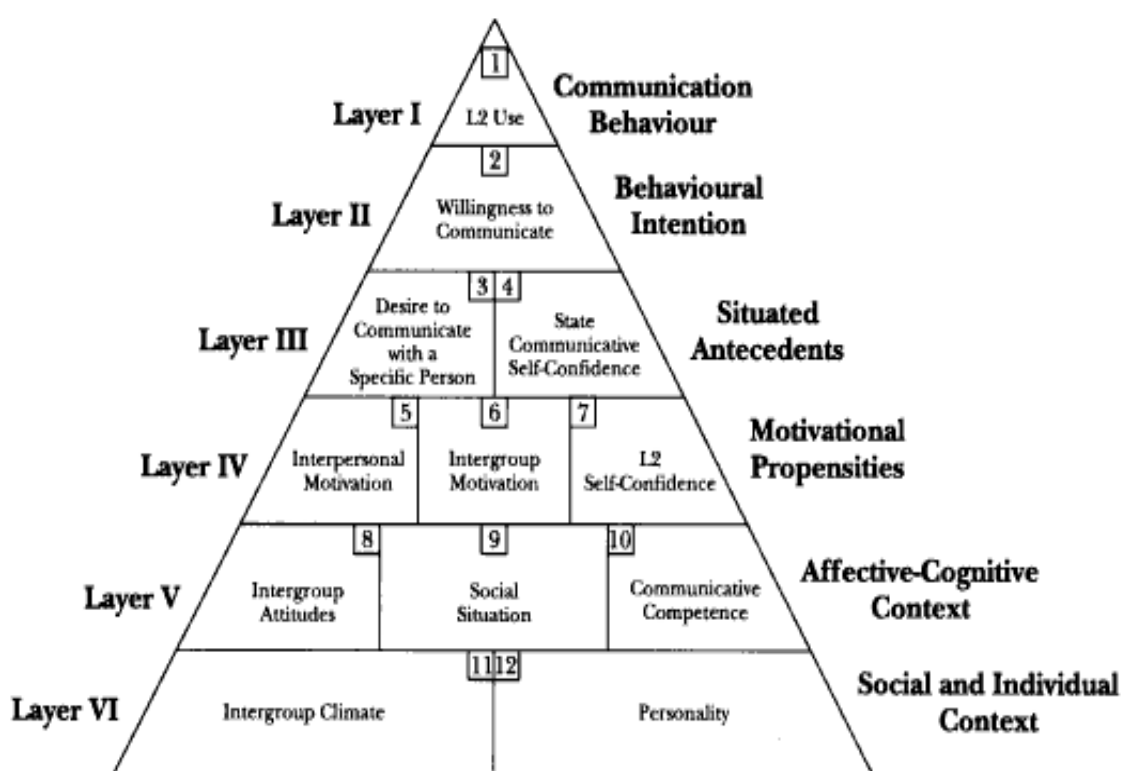 1
Layer I
L2 Use
Communication
Behaviour
2
Layer II
Willingness to
Communicate
Behavioural
Intention
3 4
Layer III
Desire to
Communicate
with a
Specific Person
State
Communicative
Self-Confidence
Situated
Antecedents
5 6 7
Layer IV
Interpersonal
Motivation
Intergroup
Motivation
L2
Self-Confidence
Motivational
Propensities
8 9 10
Layer V
Intergroup
Attitudes
Social
Situation
Communicative
Competence
Affective-Cognitive
Context
11 12
Layer VI
Intergroup Climate
Personality
Social and Individual
Context